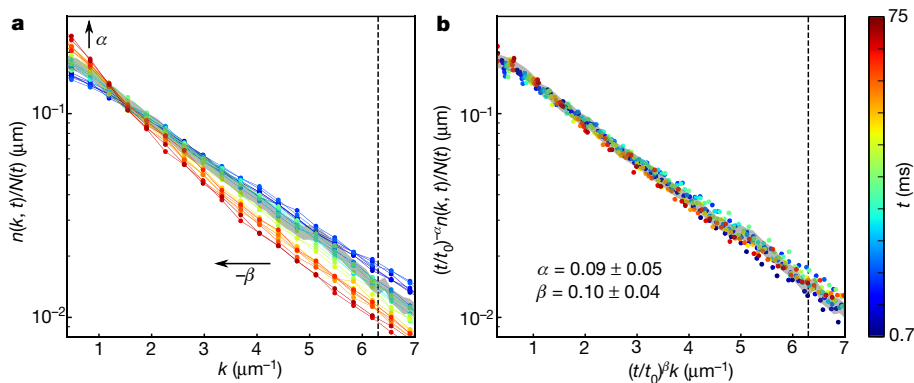 a
α
n(k, t)/N(t) (μm)
10⁻¹
10⁻²
−β
1 2 3 4 5 6 7
k (μm⁻¹)
b
(t/t₀)⁻ᵅn(k, t)/N(t) (μm)
10⁻¹
10⁻²
α = 0.09 ± 0.05
β = 0.10 ± 0.04
1 2 3 4 5 6 7
(t/t₀)ᵝk (μm⁻¹)
75
t (ms)
0.7